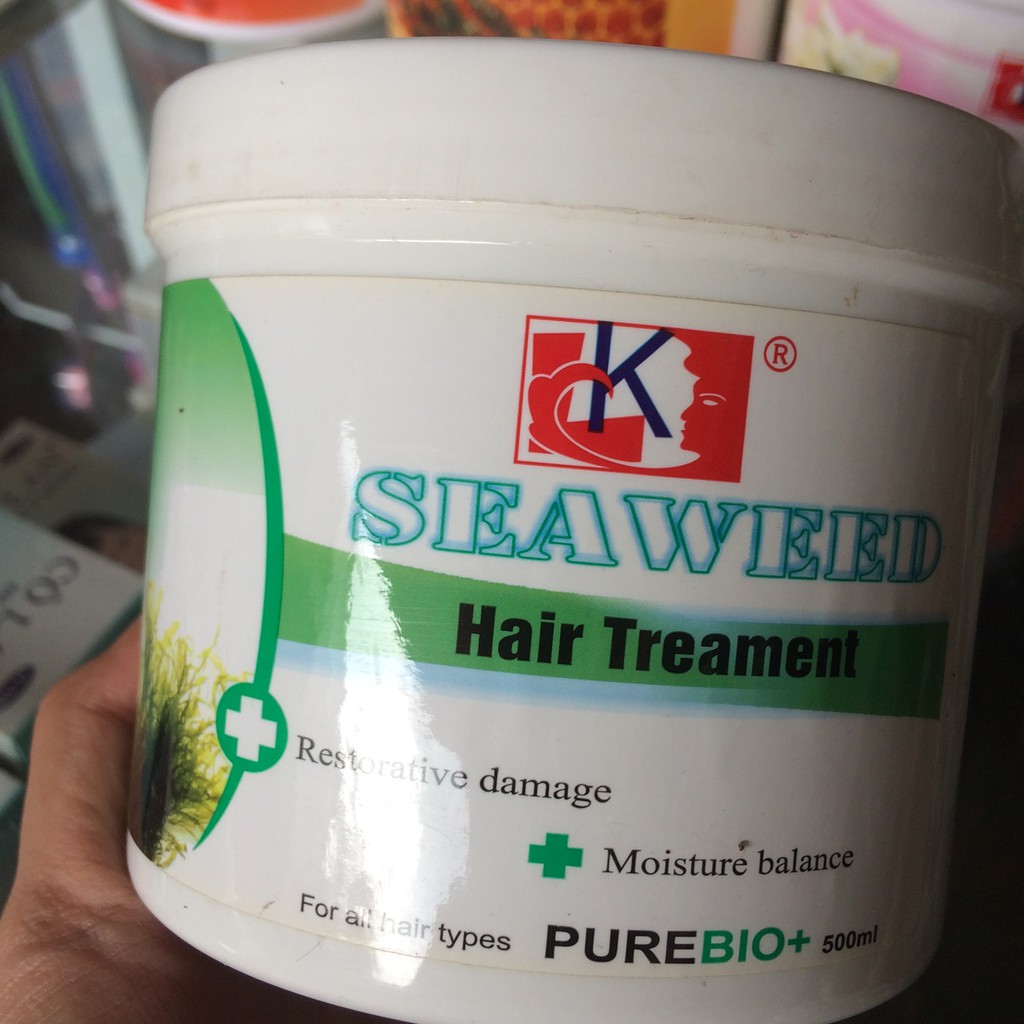 K ®
SEAWEED
Hair Treament
Restorative damage
Moisture balance
For all hair types
PUREBIO+ 500ml